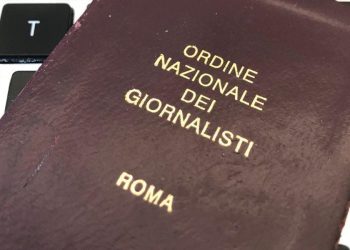 T
ORDINE
NAZIONALE
DEI
GIORNALISTI
ROMA